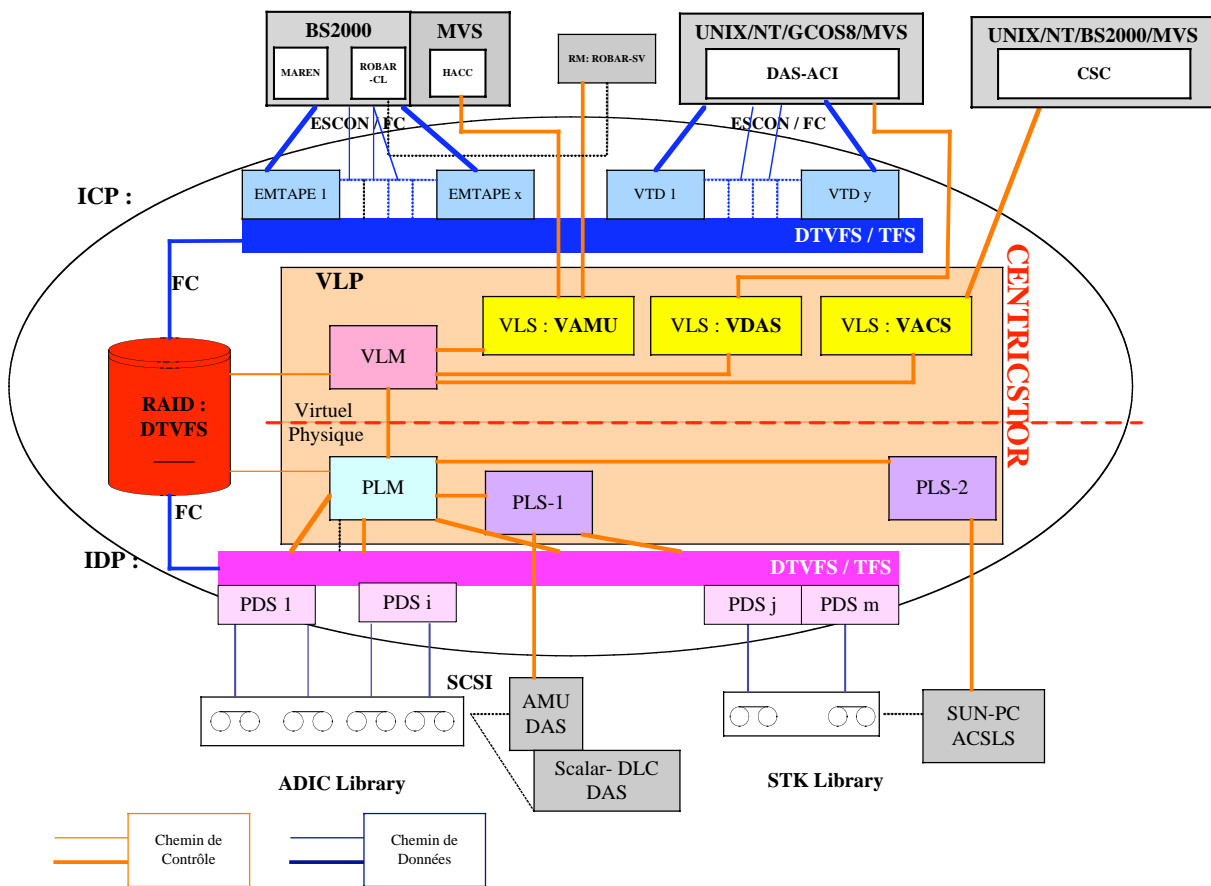 BS2000
MVS
UNIX/NT/GCOS8/MVS
UNIX/NT/BS2000/MVS
MAREN
ROBAR
-CL
HACC
RM: ROBAR-SV
DAS-ACI
CSC
ESCON / FC
ESCON / FC
ICP :
EMTAPE 1
EMTAPE x
VTD 1
VTD y
DTVFS / TFS
FC
VLP
VLS : VAMU
VLS : VDAS
VLS : VACS
VLM
CENTRICSTOR
RAID :
DTVFS
Virtuel
Physique
PLM
PLS-1
PLS-2
FC
IDP :
DTVFS / TFS
PDS 1
PDS i
PDS j
PDS m
SCSI
AMU
DAS
SUN-PC
ACSLS
Scalar- DLC
DAS
ADIC Library
STK Library
Chemin de
Contrôle
Chemin de
Données